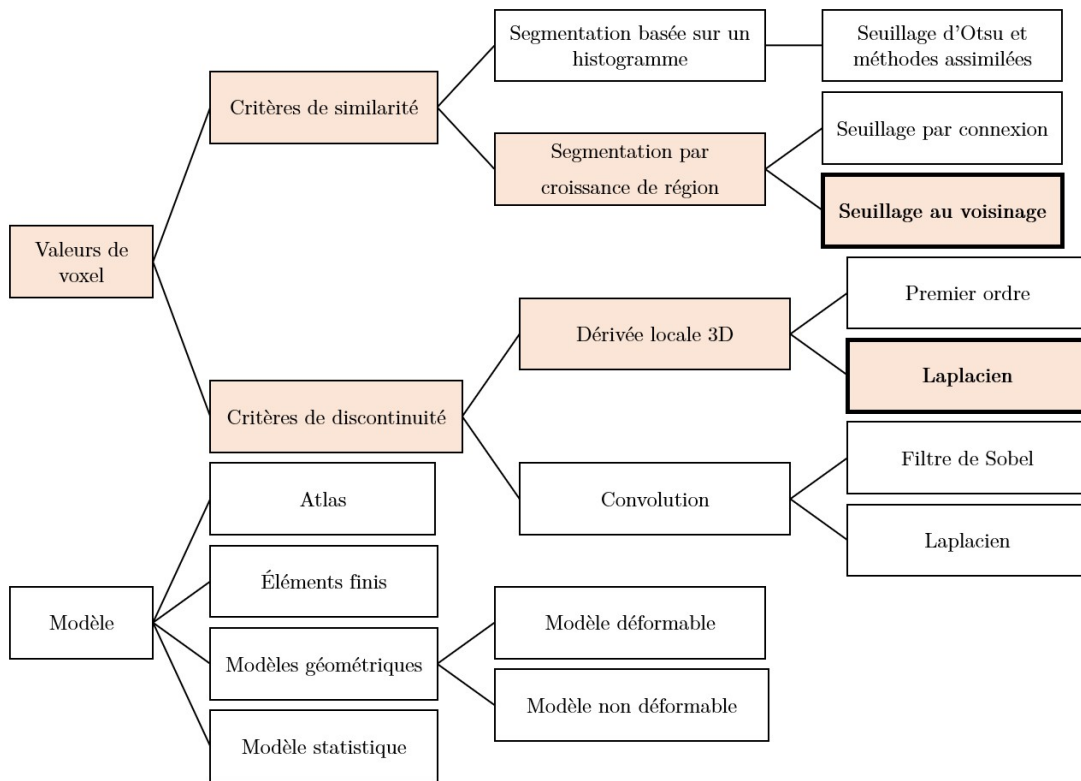 Valeurs de
voxel
Critères de similarité
Segmentation basée sur un
histogramme
Seuillage d'Otsu et
méthodes assimilées
Segmentation par
croissance de région
Seuillage par connexion
Seuillage au voisinage
Critères de discontinuité
Dérivée locale 3D
Premier ordre
Laplacien
Convolution
Filtre de Sobel
Laplacien
Modèle
Atlas
Éléments finis
Modèles géométriques
Modèle déformable
Modèle non déformable
Modèle statistique